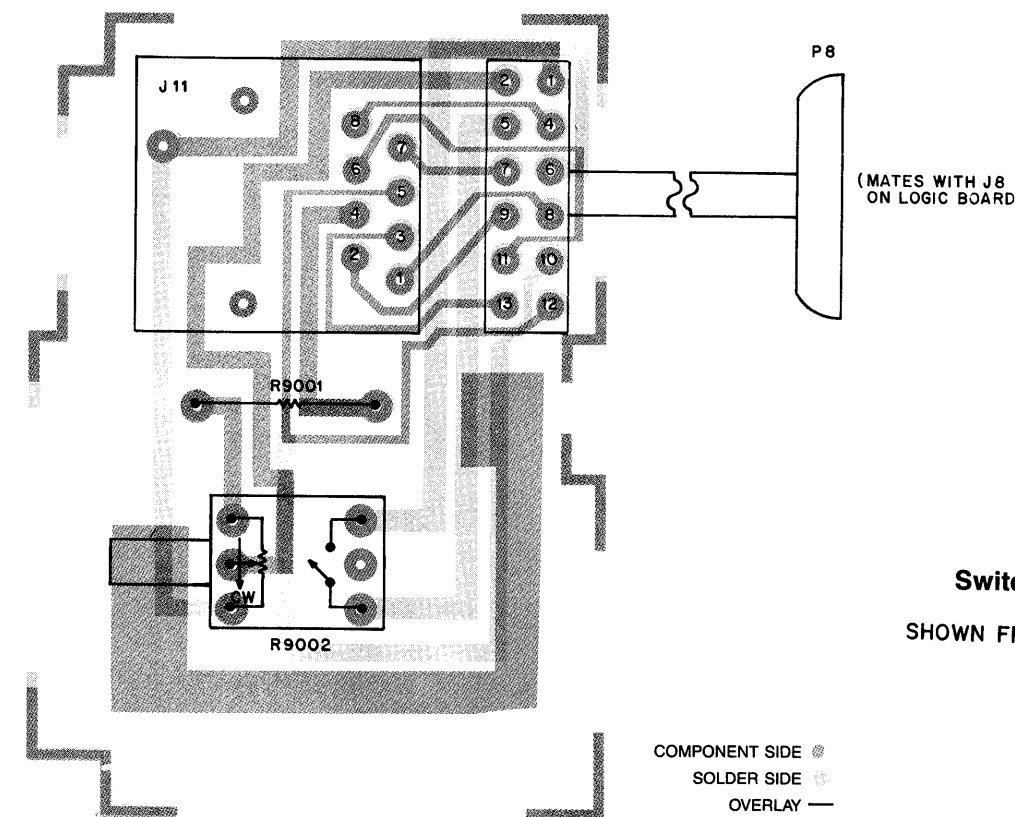 P8
J 11
2 1
8
5 4
7
6
7 6
5
4
9 8
3
2
11 10
1
13 12
(MATES WITH J8
ON LOGIC BOARD
R9001
CW
R9002
SHOWN
COMPONENT SIDE
SOLDER SIDE
OVERLAY